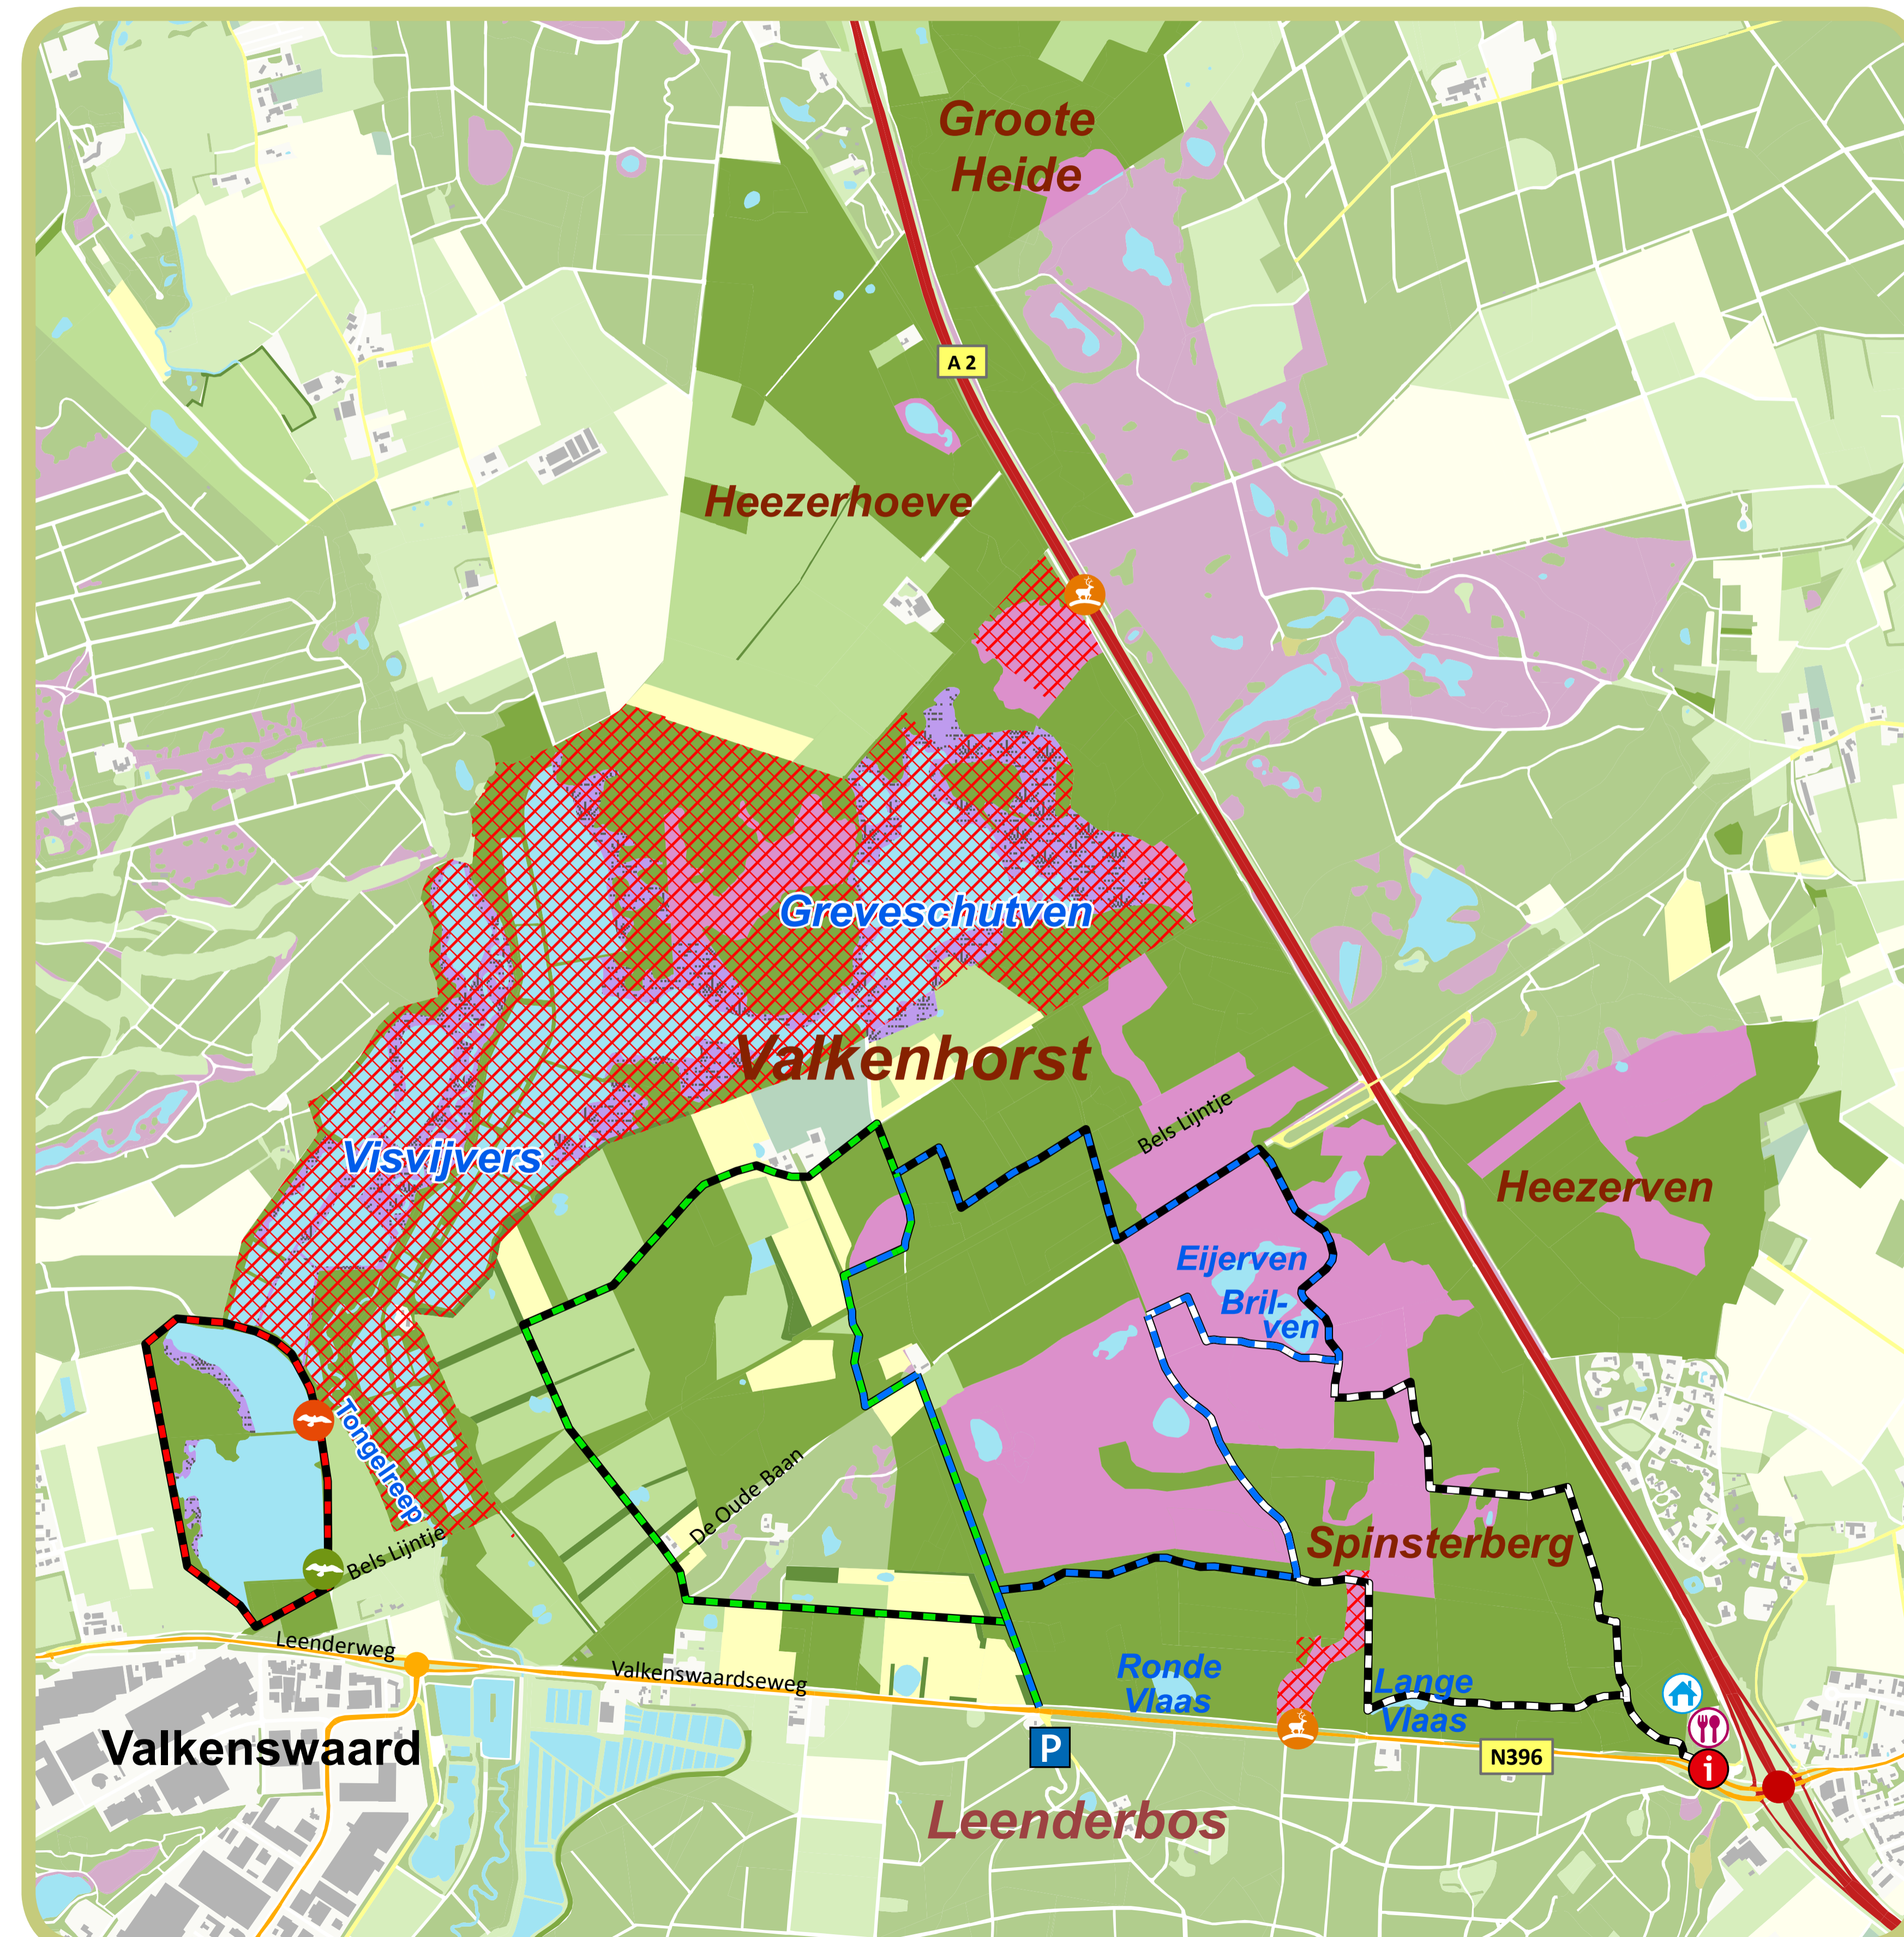 Groote
Heide
A 2
Heezerhoeve
Greveschutven
Valkenhorst
Bels Lijntje
Visvijvers
Heezerven
Eijerven
Bril-
ven
Tongelreep
De Oude Baan
Bels Lijntje
Spinsterberg
Leenderweg
Valkenswaardseweg
Ronde
Vlaas
Lange
Vlaas
Valkenswaard
P
N396
i
Leenderbos